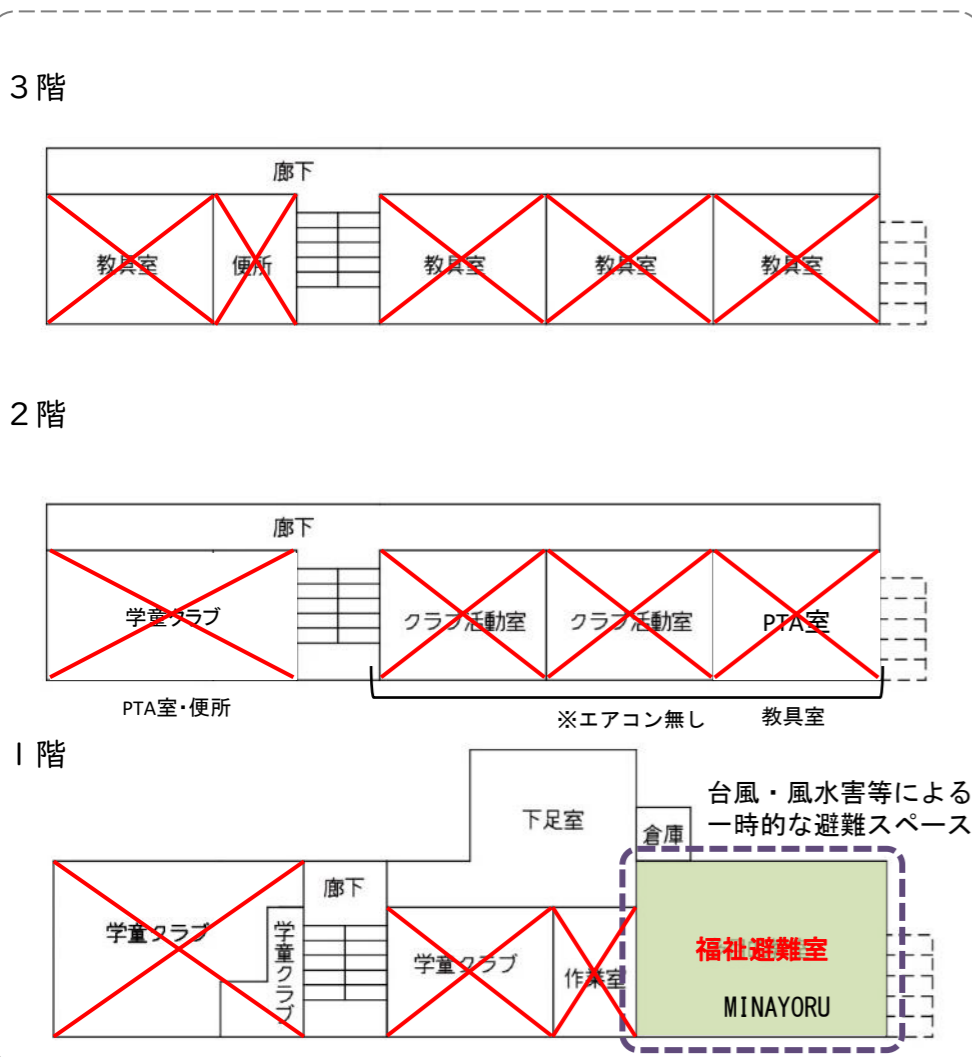 ３階
廊下
教具室
便所
教具室
教具室
教具室
２階
廊下
学童クラブ
クラブ活動室
クラブ活動室
PTA室
PTA室・便所
※エアコン無し
教具室
１階
台風・風水害等による
一時的な避難スペース
下足室
倉庫
廊下
学童クラブ
学童クラブ
学童クラブ
作業室
福祉避難室
MINAYORU